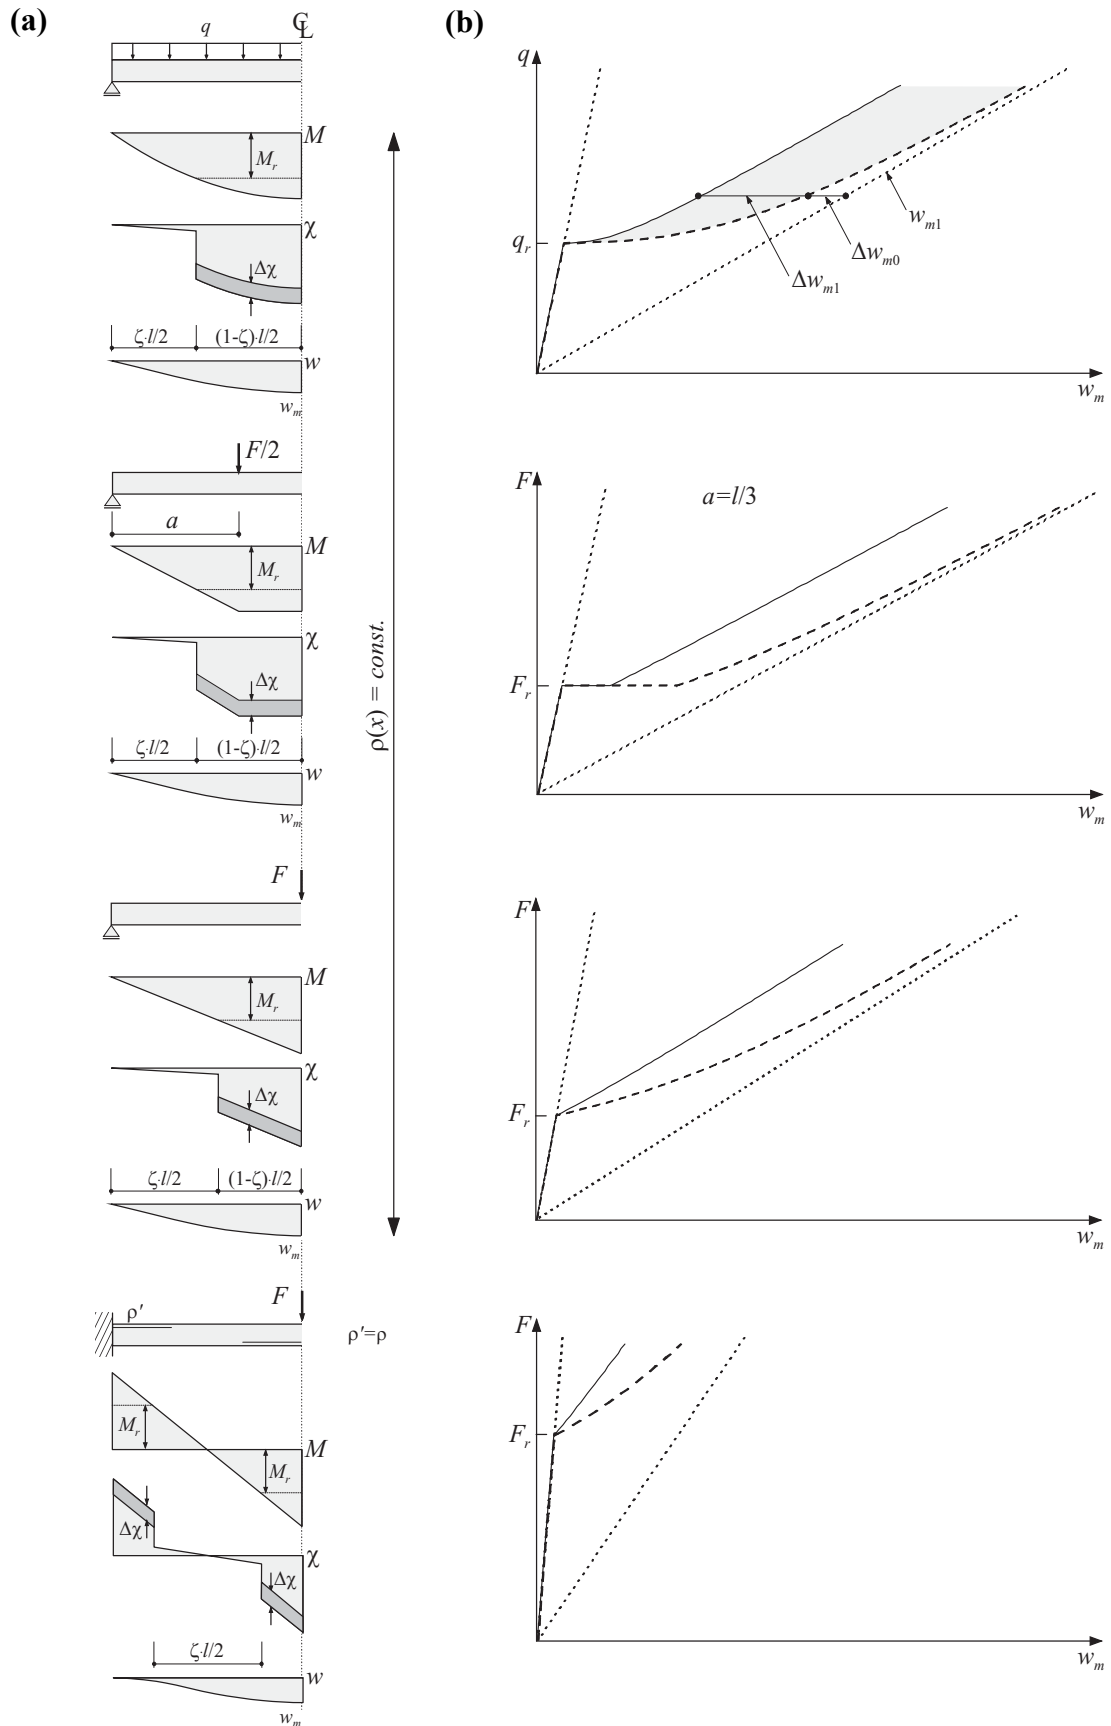 (a)
(b)
q
℄
M
M_r
χ
Δχ
ζ·l/2
(1-ζ)·l/2
w
w_m
q
q_r
w_m1
Δw_m0
Δw_m1
w_m
F/2
a
M
M_r
χ
Δχ
ζ·l/2
(1-ζ)·l/2
w
w_m
F
a=l/3
F_r
w_m
ρ(x) = const.
F
M
M_r
χ
Δχ
ζ·l/2
(1-ζ)·l/2
w
w_m
F
F_r
w_m
F
ρ'
ρ'=ρ
M_r
M
M_r
Δχ
χ
Δχ
ζ·l/2
w
w_m
F
F_r
w_m